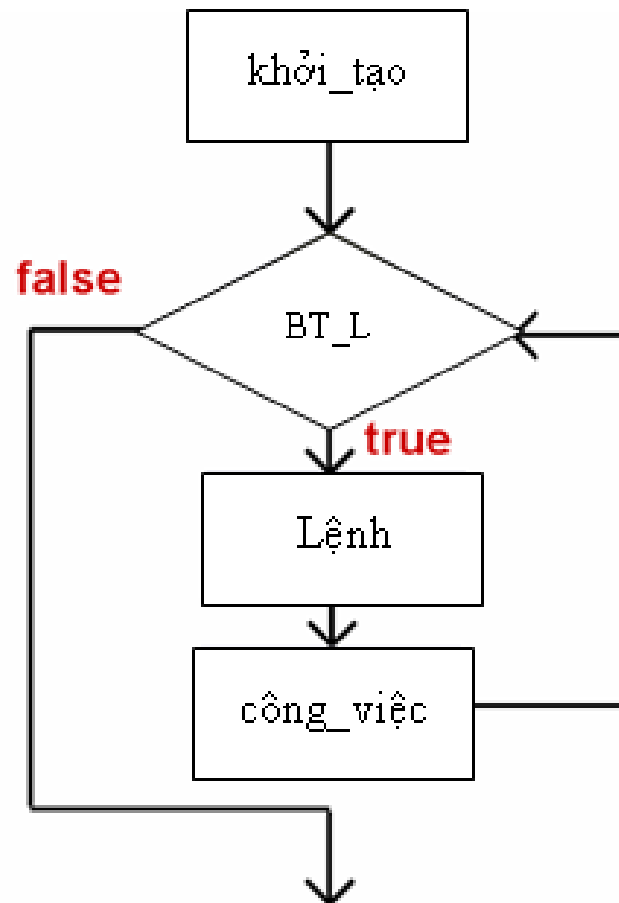 khởi_tạo
false
BT_L
true
Lệnh
công_việc